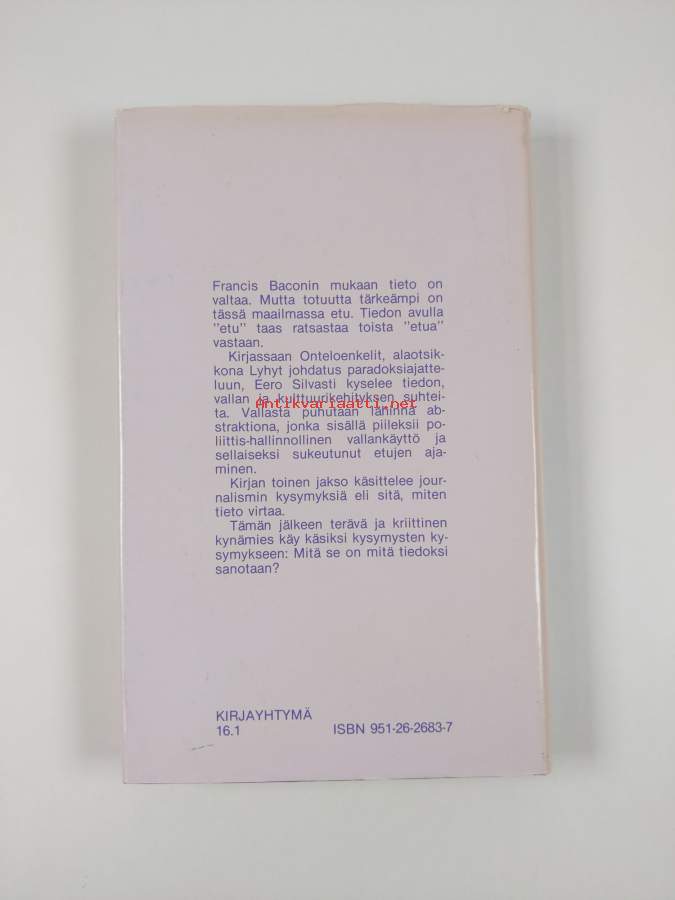 Francis Baconin mukaan tieto on
valtaa. Mutta totuutta tärkeämpi on
tässä maailmassa etu. Tiedon avulla
"etu" taas ratsastaa toista "etua"
vastaan.
Kirjassaan Onteloenkelit, alaotsik-
kona Lyhyt johdatus paradoksiajatte-
luun, Eero Silvasti kyselee tiedon,
vallan ja kulttuurikehityksen suhtei-
ta. Vallasta puhutaan lähinnä ab-
straktiona, jonka sisällä piileksii po-
liittis-hallinnollinen vallankäyttö ja
sellaiseksi sukeutunut etujen aja-
minen.
Kirjan toinen jakso käsittelee jour-
nalismin kysymyksiä eli sitä, miten
tieto virtaa.
Tämän jälkeen terävä ja kriittinen
kynämies käy käsiksi kysymysten ky-
symykseen: Mitä se on mitä tiedoksi
sanotaan?
Antikvariaatti.net
KIRJAYHTYMÄ
16.1 ISBN 951-26-2683-7